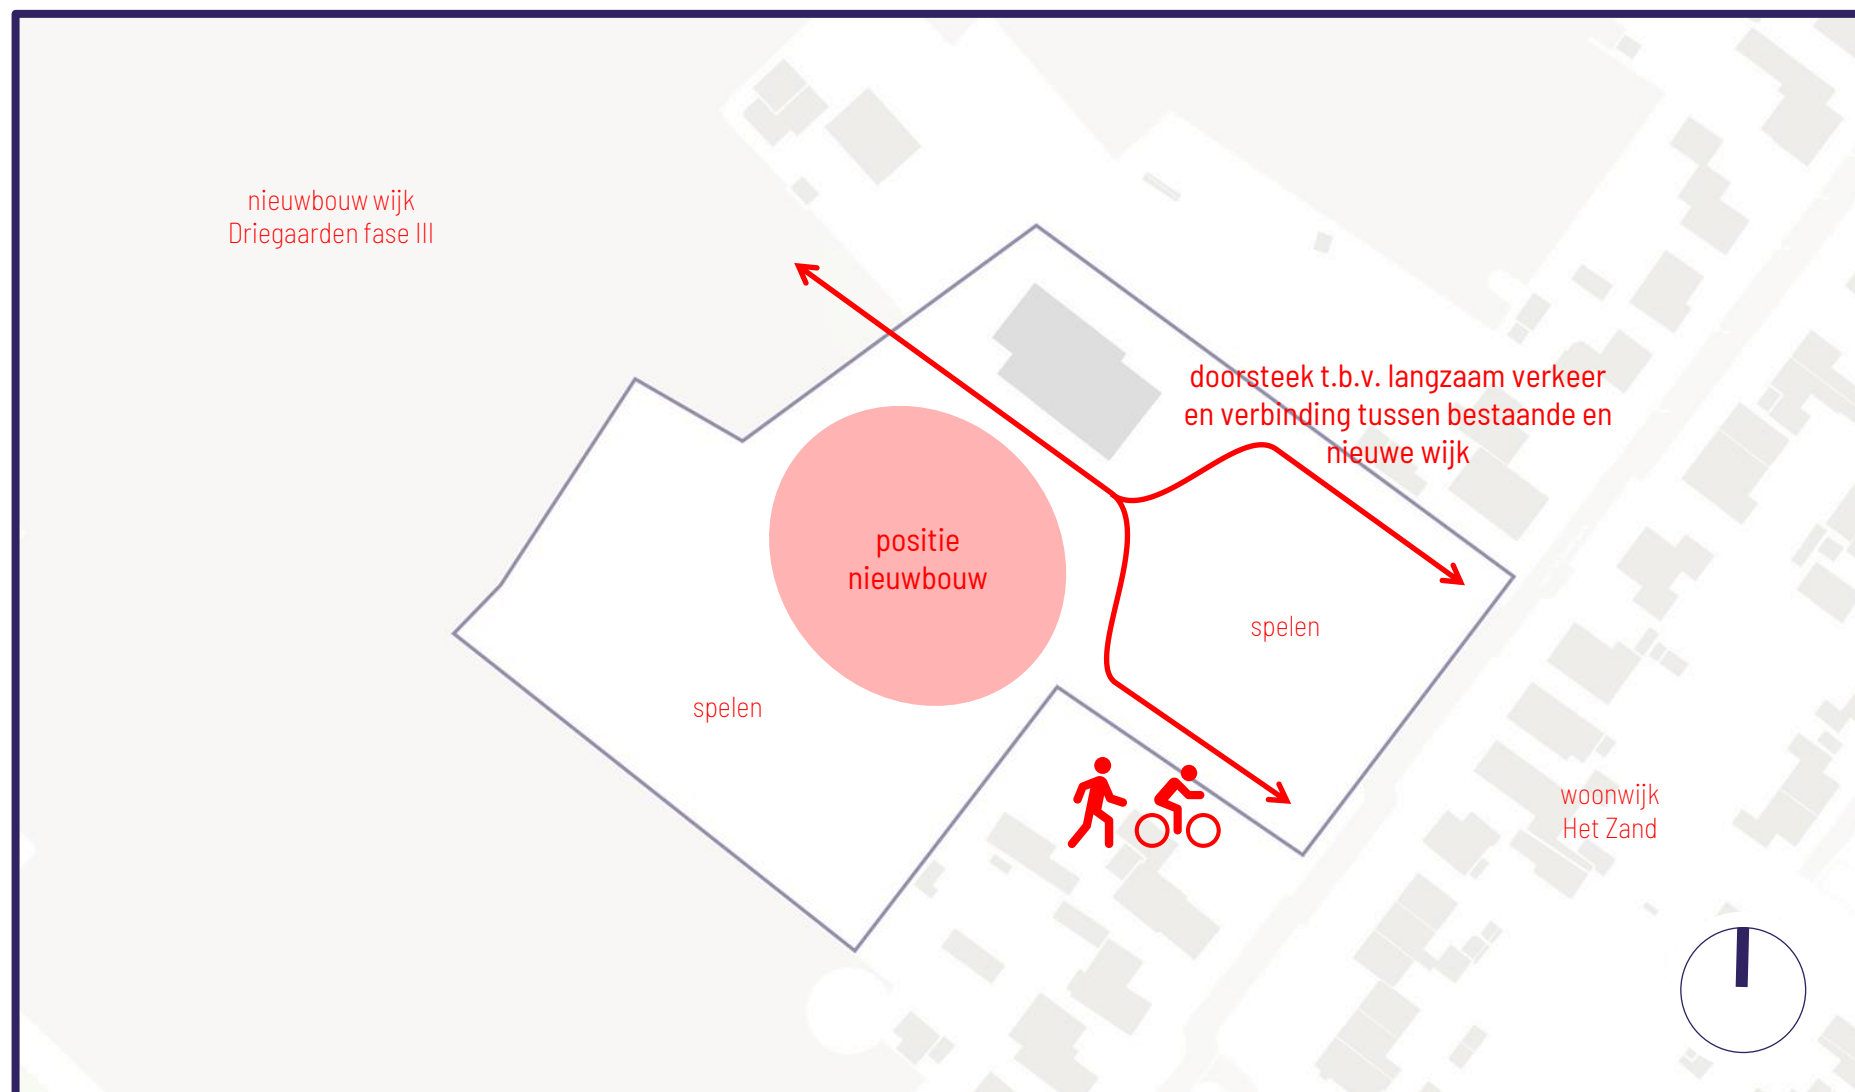 nieuwbouw wijk
Driegaarden fase III
doorsteek t.b.v. langzaam verkeer
en verbinding tussen bestaande en
nieuwe wijk
positie
nieuwbouw
spelen
spelen
woonwijk
Het Zand